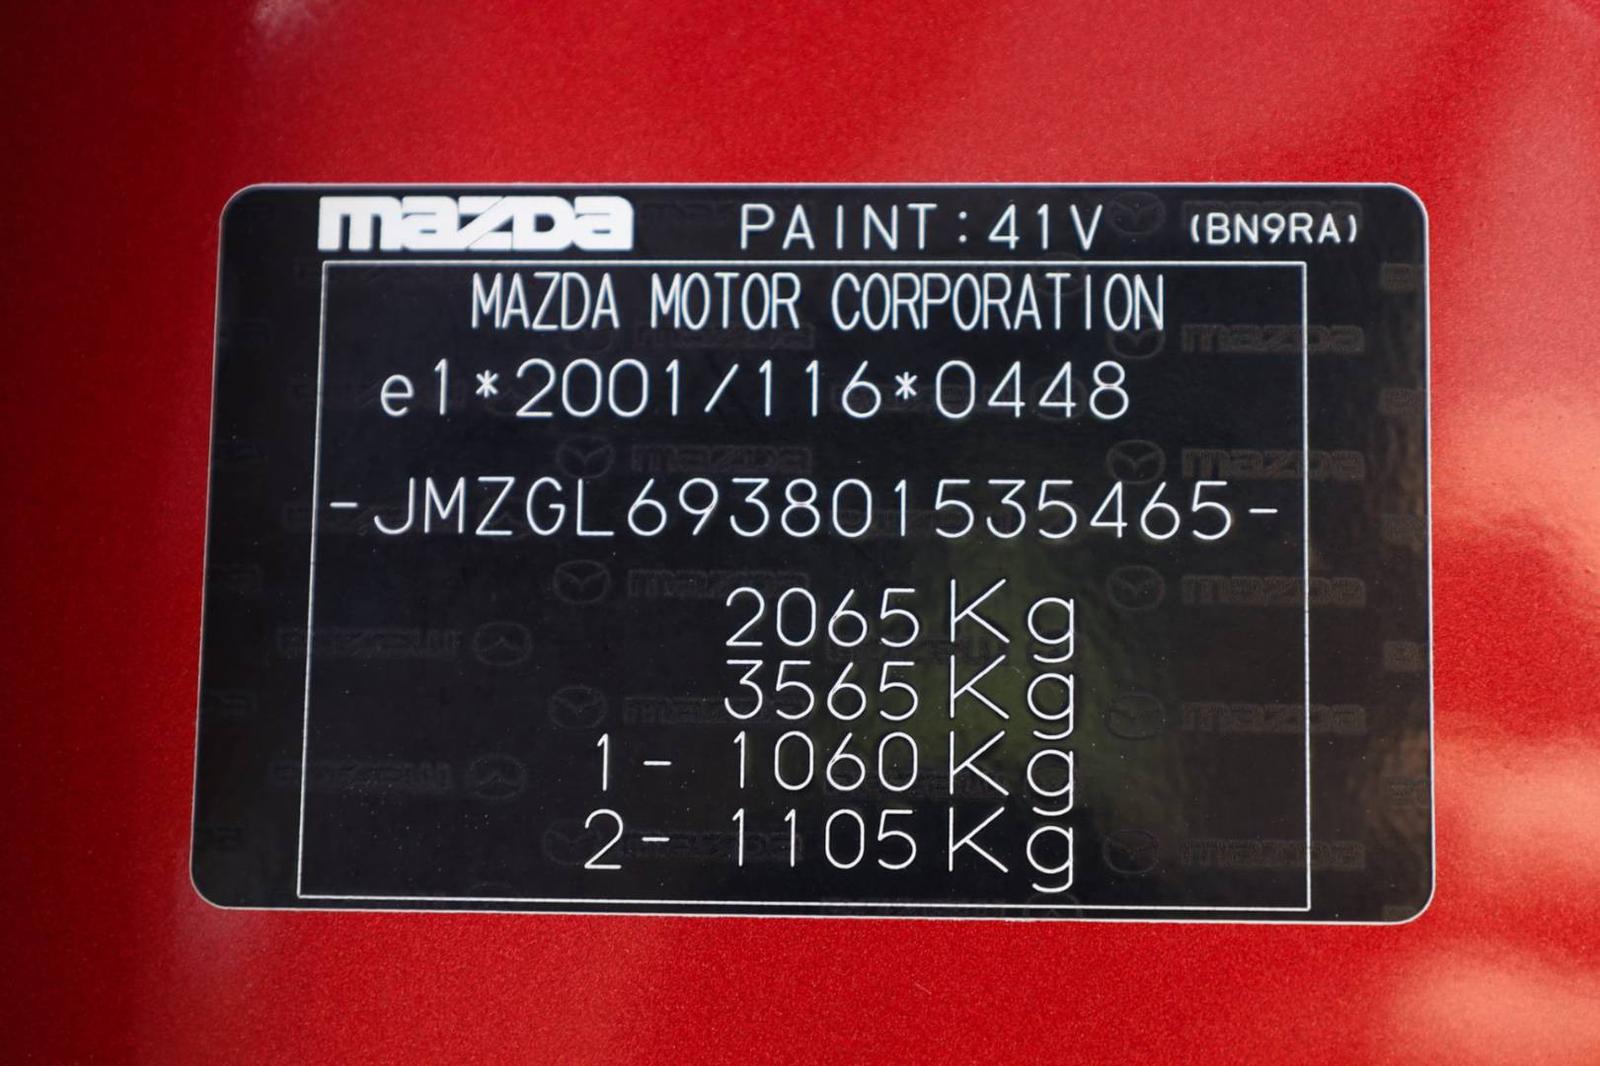 mazda PAINT:41V (BN9RA)
MAZDA MOTOR CORPORATION
e1*2001/116*0448
-JMZGL693801535465-
2065Kg
3565Kg
1- 1060Kg
2- 1105Kg